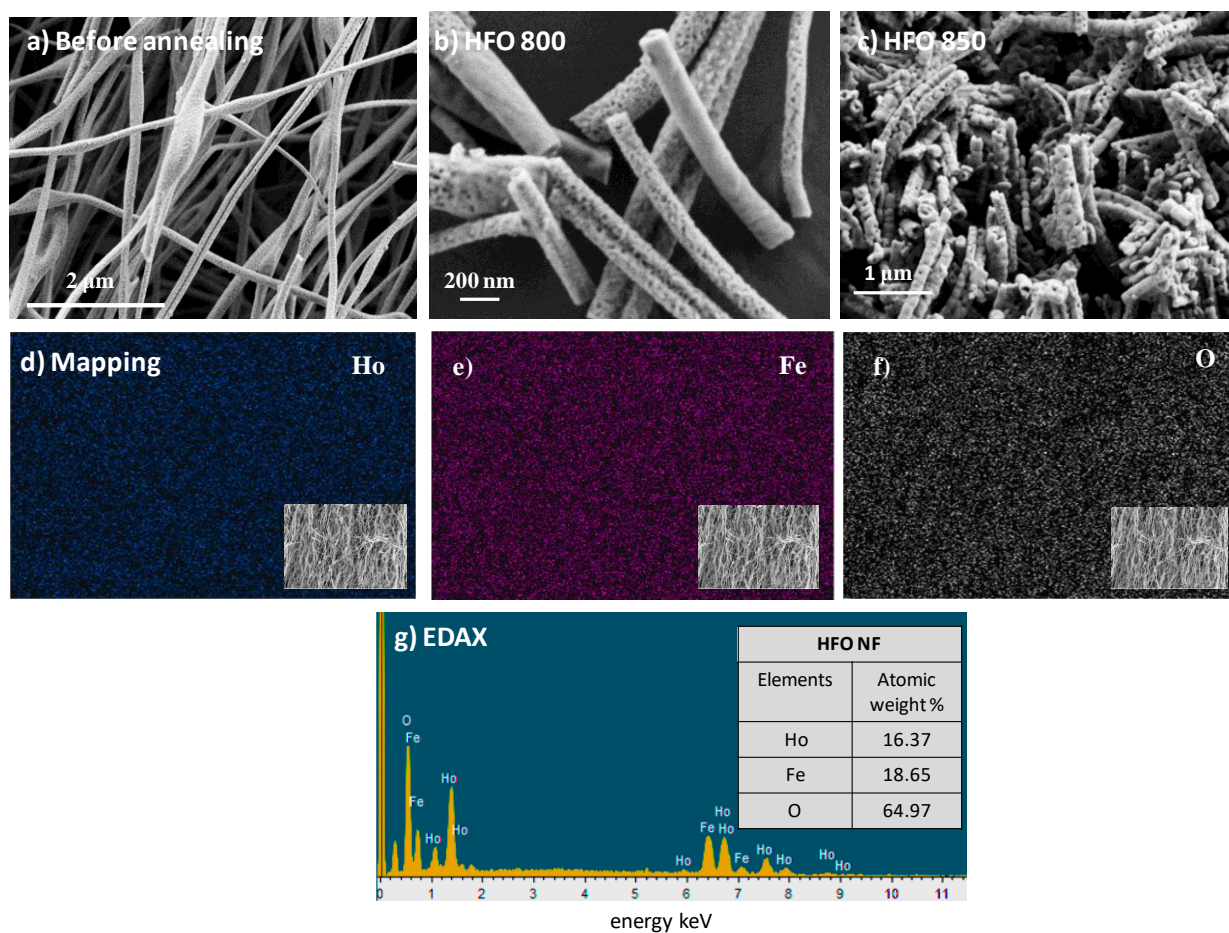 a) Before annealing
2 μm
b) HFO 800
200 nm
c) HFO 850
1 μm
d) Mapping
Ho
e)
Fe
f)
O
g) EDAX
O
Fe
Fe
Ho
Ho
Ho
Ho
Fe
Ho
Ho
Fe
Ho
Ho
Ho
Ho
0 1 2 3 4 5 6 7 8 9 10 11
energy keV
HFO NF
Elements Atomic
weight %
Ho 16.37
Fe 18.65
O 64.97